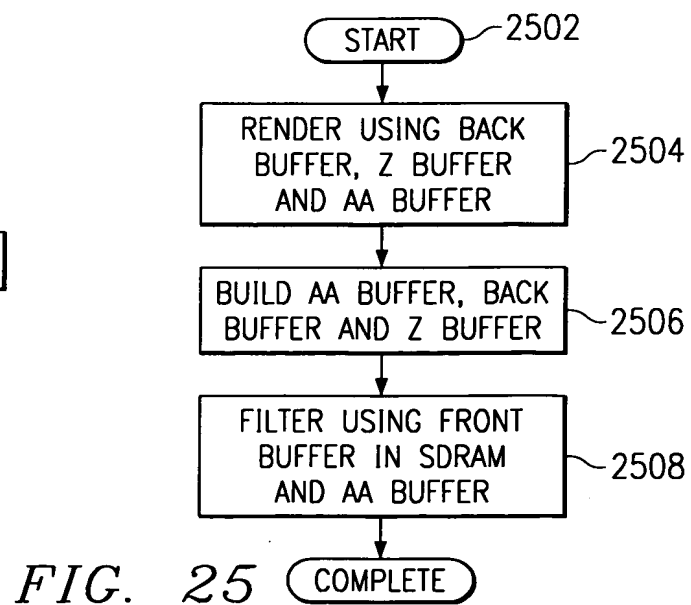 START 2502
RENDER USING BACK
BUFFER, Z BUFFER
AND AA BUFFER
2504
BUILD AA BUFFER, BACK
BUFFER AND Z BUFFER
2506
FILTER USING FRONT
BUFFER IN SDRAM
AND AA BUFFER
2508
COMPLETE
FIG. 25